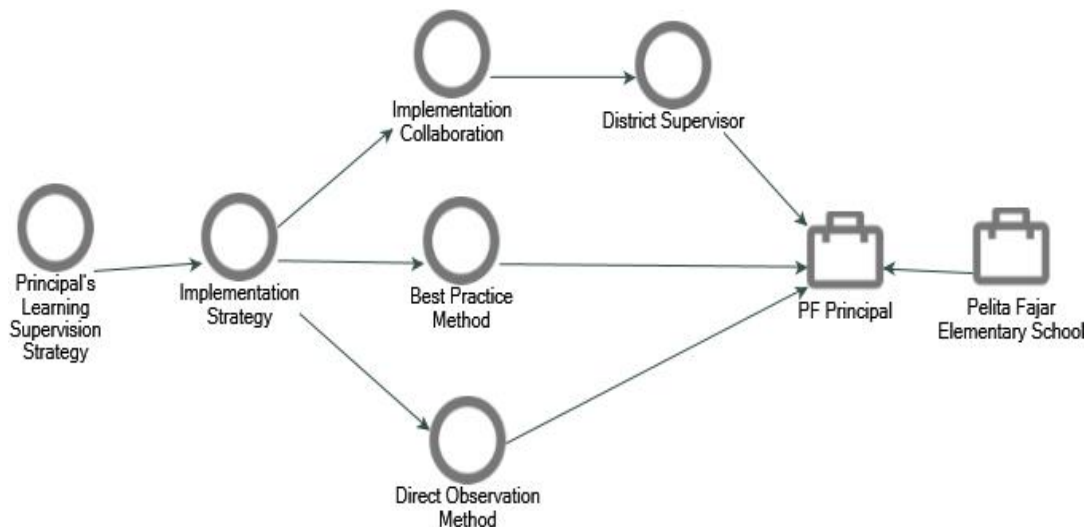 Implementation
Collaboration
District Supervisor
Principal's
Learning
Supervision
Strategy
Implementation
Strategy
Best Practice
Method
PF Principal
Pelita Fajar
Elementary School
Direct Observation
Method